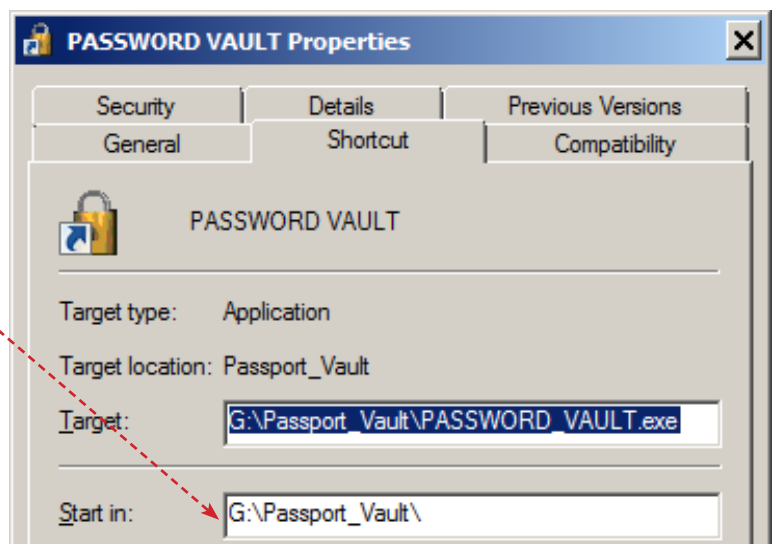 PASSWORD VAULT Properties
Security Details Previous Versions
General Shortcut Compatibility
PASSWORD VAULT
Target type: Application
Target location: Passport_Vault
Target: G:\Passport_Vault\PASSWORD_VAULT.exe
Start in: G:\Passport_Vault\